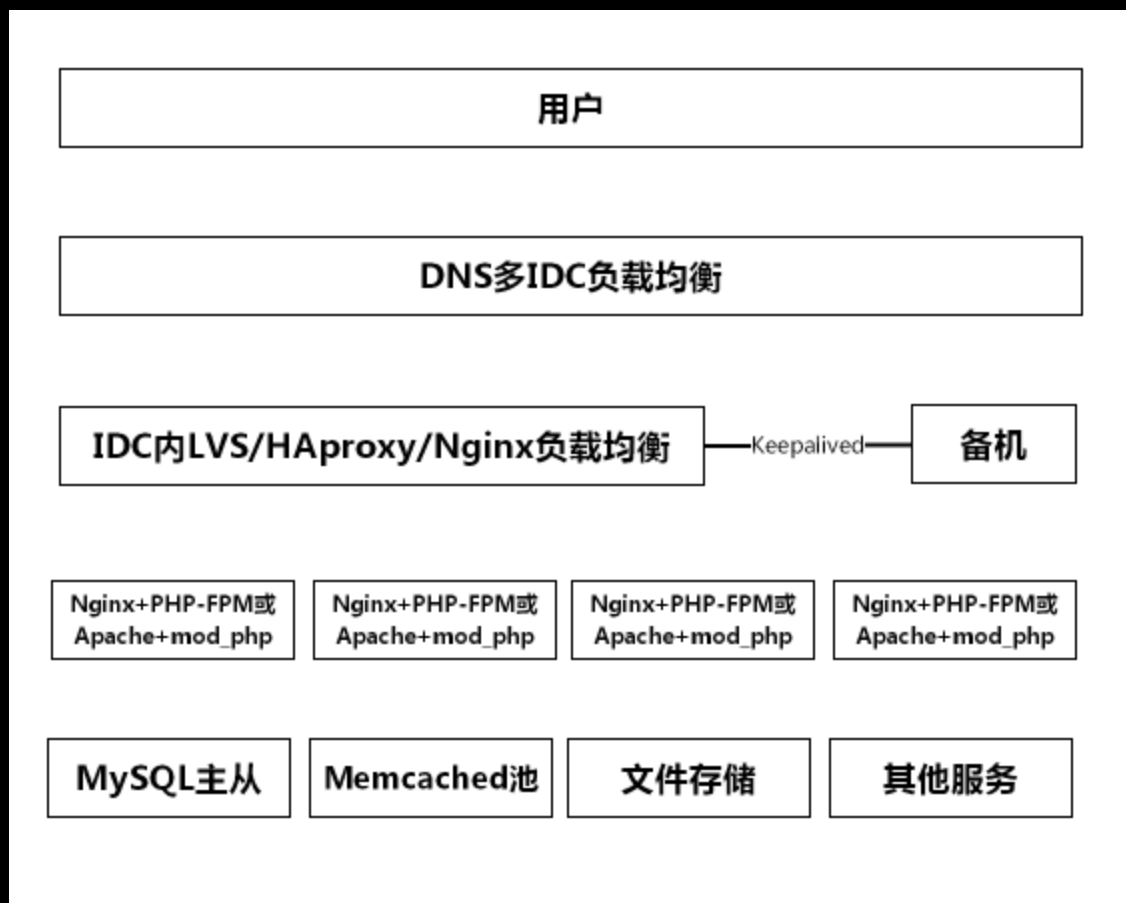 用户
DNS多IDC负载均衡
IDC内LVS/HAproxy/Nginx负载均衡
Keepalived
备机
Nginx+PHP-FPM或
Apache+mod_php
Nginx+PHP-FPM或
Apache+mod_php
Nginx+PHP-FPM或
Apache+mod_php
Nginx+PHP-FPM或
Apache+mod_php
MySQL主从
Memcached池
文件存储
其他服务